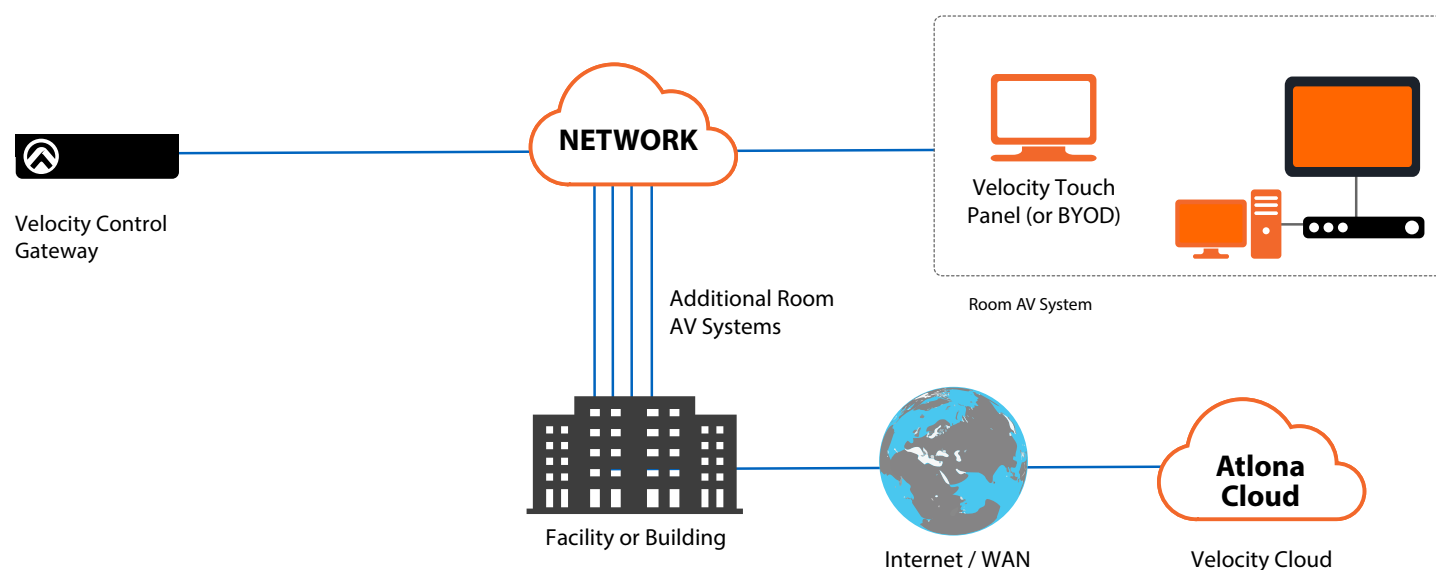 NETWORK
Velocity Control
Gateway
Velocity Touch
Panel (or BYOD)
Room AV System
Additional Room
AV Systems
Facility or Building
Internet / WAN
Atlona
Cloud
Velocity Cloud